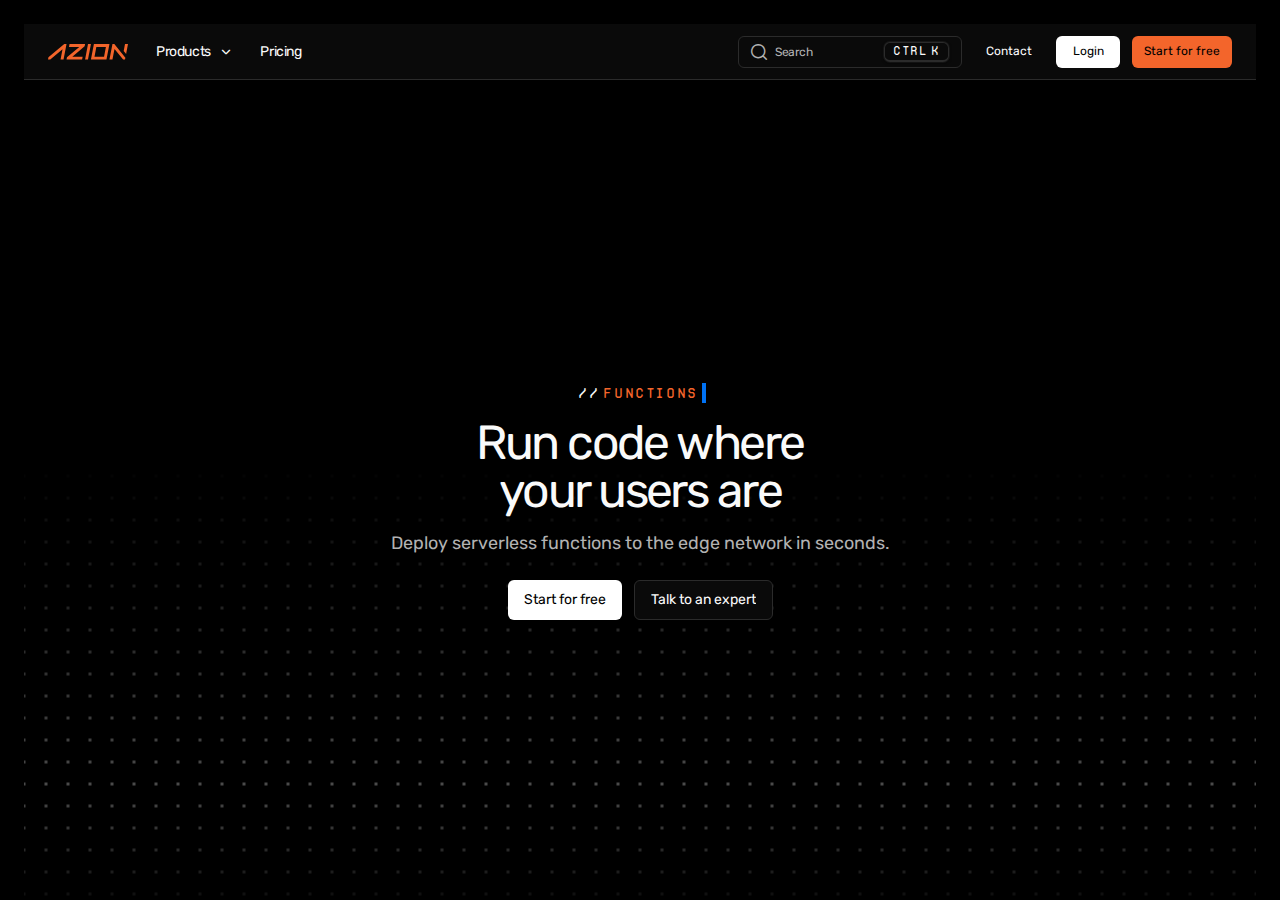 AZION
Products
Pricing
Search
CTRL K
Contact
Login
Start for free
// FUNCTIONS
Run code where
your users are
Deploy serverless functions to the edge network in seconds.
Start for free
Talk to an expert